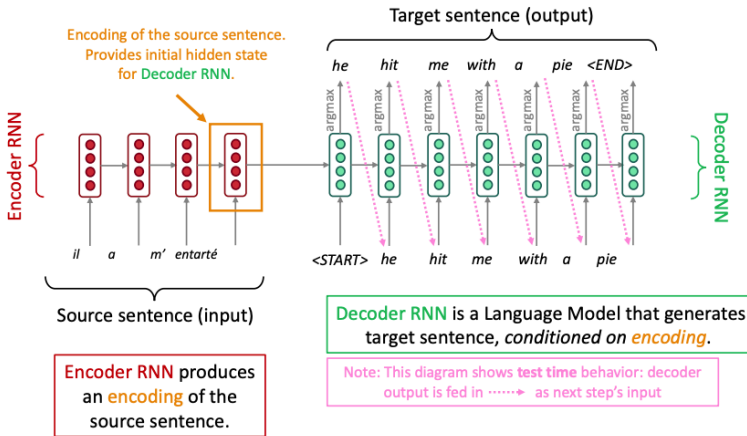 Target sentence (output)
Encoding of the source sentence.
Provides initial hidden state
for Decoder RNN.
he hit me with a pie <END>
argmax argmax argmax argmax argmax argmax argmax
Encoder RNN
Decoder RNN
il a m' entarté
<START> he hit me with a pie
Source sentence (input)
Decoder RNN is a Language Model that generates
target sentence, conditioned on encoding.
Encoder RNN produces
an encoding of the
source sentence.
Note: This diagram shows test time behavior: decoder
output is fed in as next step's input